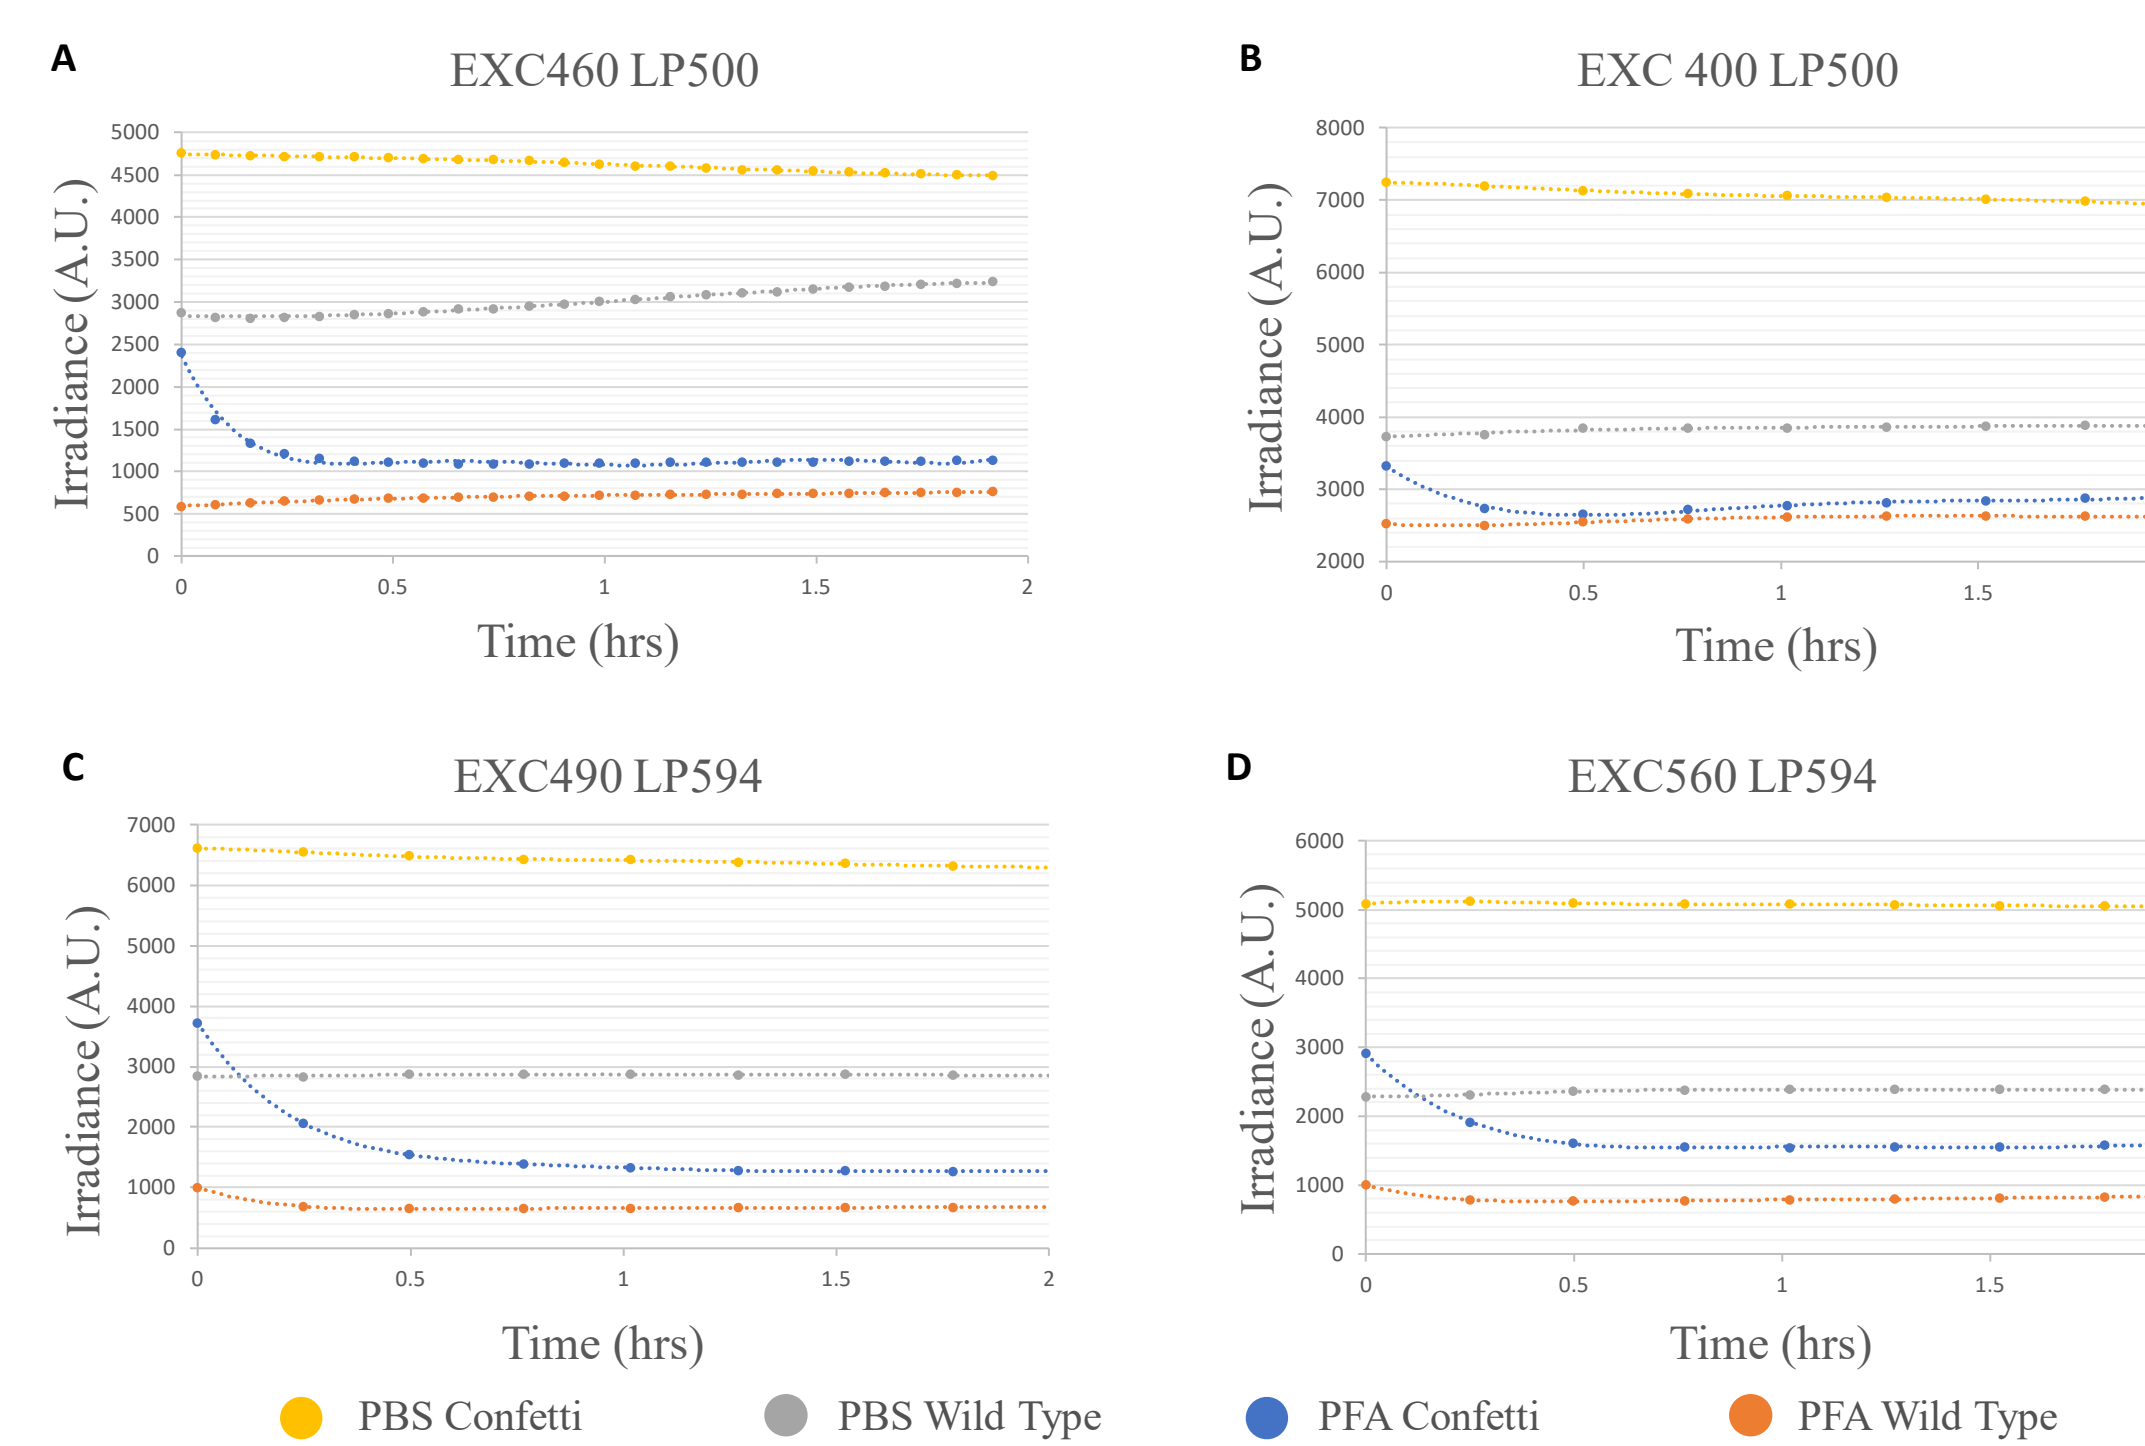 A
EXC460 LP500
Irradiance (A.U.)
5000
4500
4000
3500
3000
2500
2000
1500
1000
500
0
0 0.5 1 1.5 2
Time (hrs)
B
EXC 400 LP500
Irradiance (A.U.)
8000
7000
6000
5000
4000
3000
2000
0 0.5 1 1.5
Time (hrs)
C
EXC490 LP594
Irradiance (A.U.)
7000
6000
5000
4000
3000
2000
1000
0
0 0.5 1 1.5 2
Time (hrs)
D
EXC560 LP594
Irradiance (A.U.)
6000
5000
4000
3000
2000
1000
0
0 0.5 1 1.5
Time (hrs)
PBS Confetti PBS Wild Type PFA Confetti PFA Wild Type